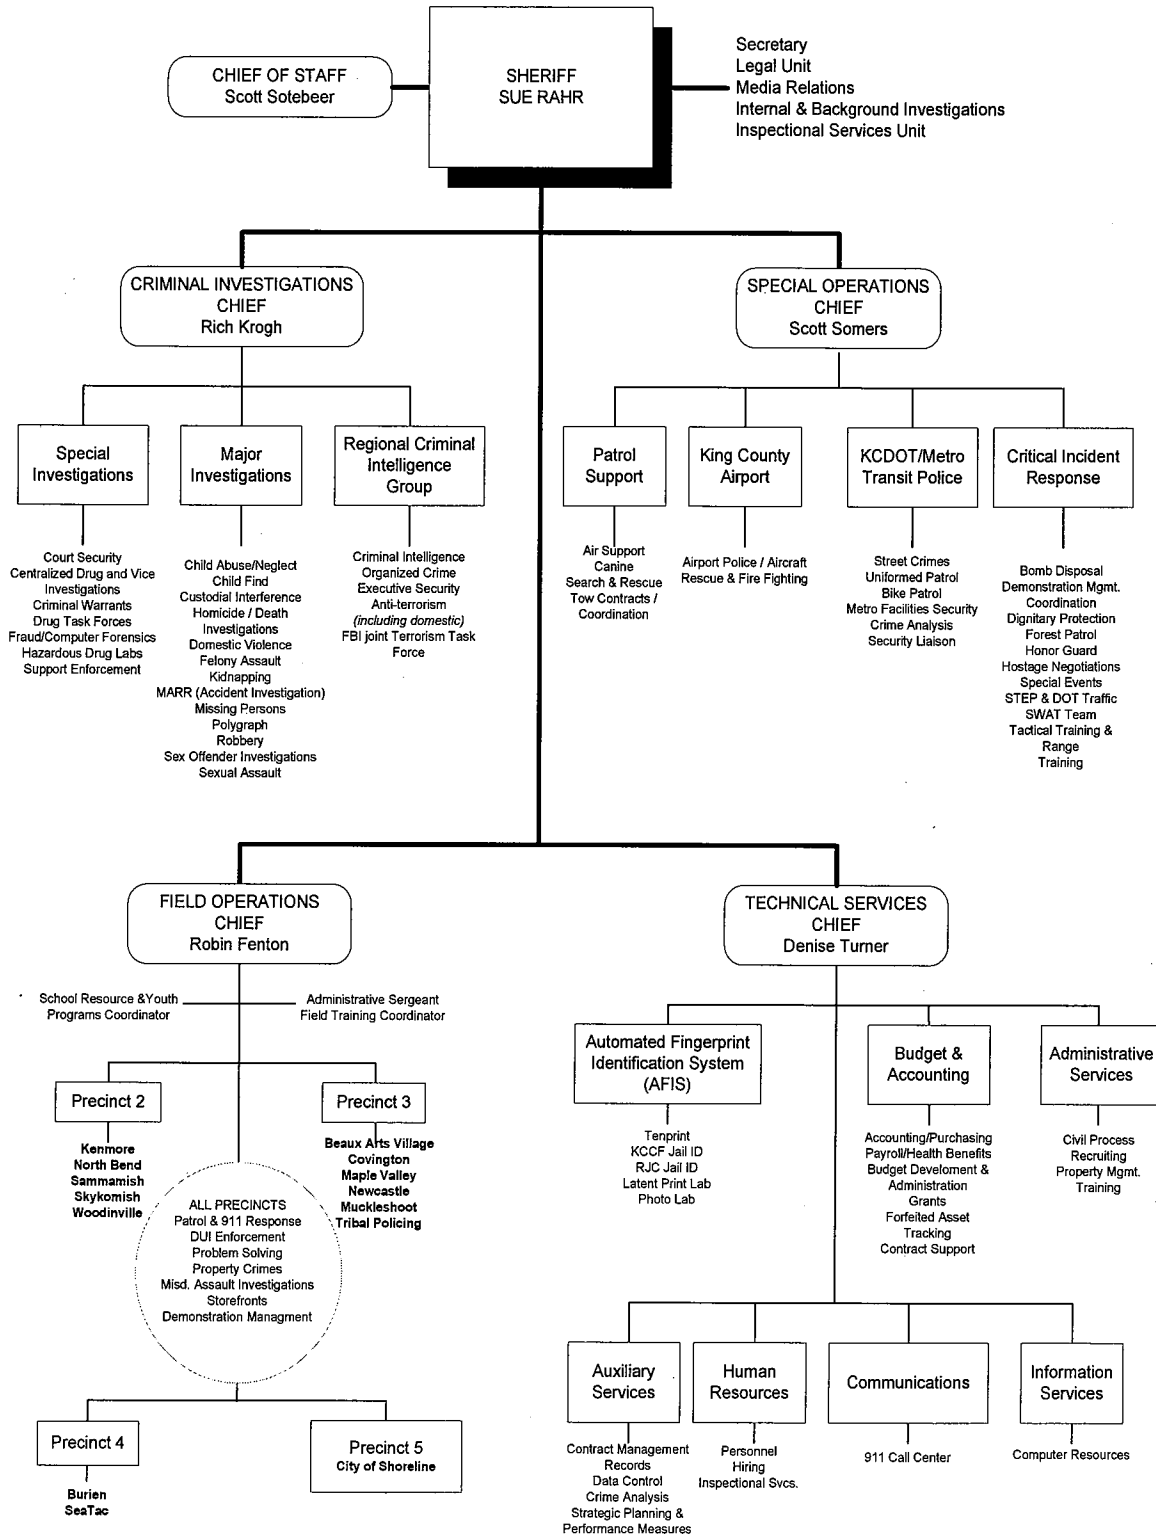 CHIEF OF STAFF
Scott Sotebeer
SHERIFF
SUE RAHR
Secretary
Legal Unit
Media Relations
Internal & Background Investigations
Inspectional Services Unit
CRIMINAL INVESTIGATIONS
CHIEF
Rich Krogh
SPECIAL OPERATIONS
CHIEF
Scott Somers
Special
Investigations
Court Security
Centralized Drug and Vice
Investigations
Criminal Warrants
Drug Task Forces
Fraud/Computer Forensics
Hazardous Drug Labs
Support Enforcement
Major
Investigations
Child Abuse/Neglect
Child Find
Custodial Interference
Homicide / Death
Investigations
Domestic Violence
Felony Assault
Kidnapping
MARR (Accident Investigation)
Missing Persons
Polygraph
Robbery
Sex Offender Investigations
Sexual Assault
Regional Criminal
Intelligence
Group
Criminal Intelligence
Organized Crime
Executive Security
Anti-terrorism
(including domestic)
FBI joint Terrorism Task
Force
Patrol
Support
Air Support
Canine
Search & Rescue
Tow Contracts /
Coordination
King County
Airport
Airport Police / Aircraft
Rescue & Fire Fighting
KCDOT/Metro
Transit Police
Street Crimes
Uniformed Patrol
Bike Patrol
Metro Facilities Security
Crime Analysis
Security Liaison
Critical Incident
Response
Bomb Disposal
Demonstration Mgmt.
Coordination
Dignitary Protection
Forest Patrol
Honor Guard
Hostage Negotiations
Special Events
STEP & DOT Traffic
SWAT Team
Tactical Training &
Range
Training
FIELD OPERATIONS
CHIEF
Robin Fenton
School Resource &Youth
Programs Coordinator
Administrative Sergeant
Field Training Coordinator
Precinct 2
Kenmore
North Bend
Sammamish
Skykomish
Woodinville
Precinct 3
Beaux Arts Village
Covington
Maple Valley
Newcastle
Muckleshoot
Tribal Policing
ALL PRECINCTS
Patrol & 911 Response
DUI Enforcement
Problem Solving
Property Crimes
Misd. Assault Investigations
Storefronts
Demonstration Managment
Precinct 4
Burien
SeaTac
Precinct 5
City of Shoreline
TECHNICAL SERVICES
CHIEF
Denise Turner
Automated Fingerprint
Identification System
(AFIS)
Tenprint
KCCF Jail ID
RJC Jail ID
Latent Print Lab
Photo Lab
Budget &
Accounting
Accounting/Purchasing
Payroll/Health Benefits
Budget Develoment &
Administration
Grants
Forfeited Asset
Tracking
Contract Support
Administrative
Services
Civil Process
Recruiting
Property Mgmt.
Training
Auxiliary
Services
Contract Management
Records
Data Control
Crime Analysis
Strategic Planning &
Performance Measures
Human
Resources
Personnel
Hiring
Inspectional Svcs.
Communications
911 Call Center
Information
Services
Computer Resources